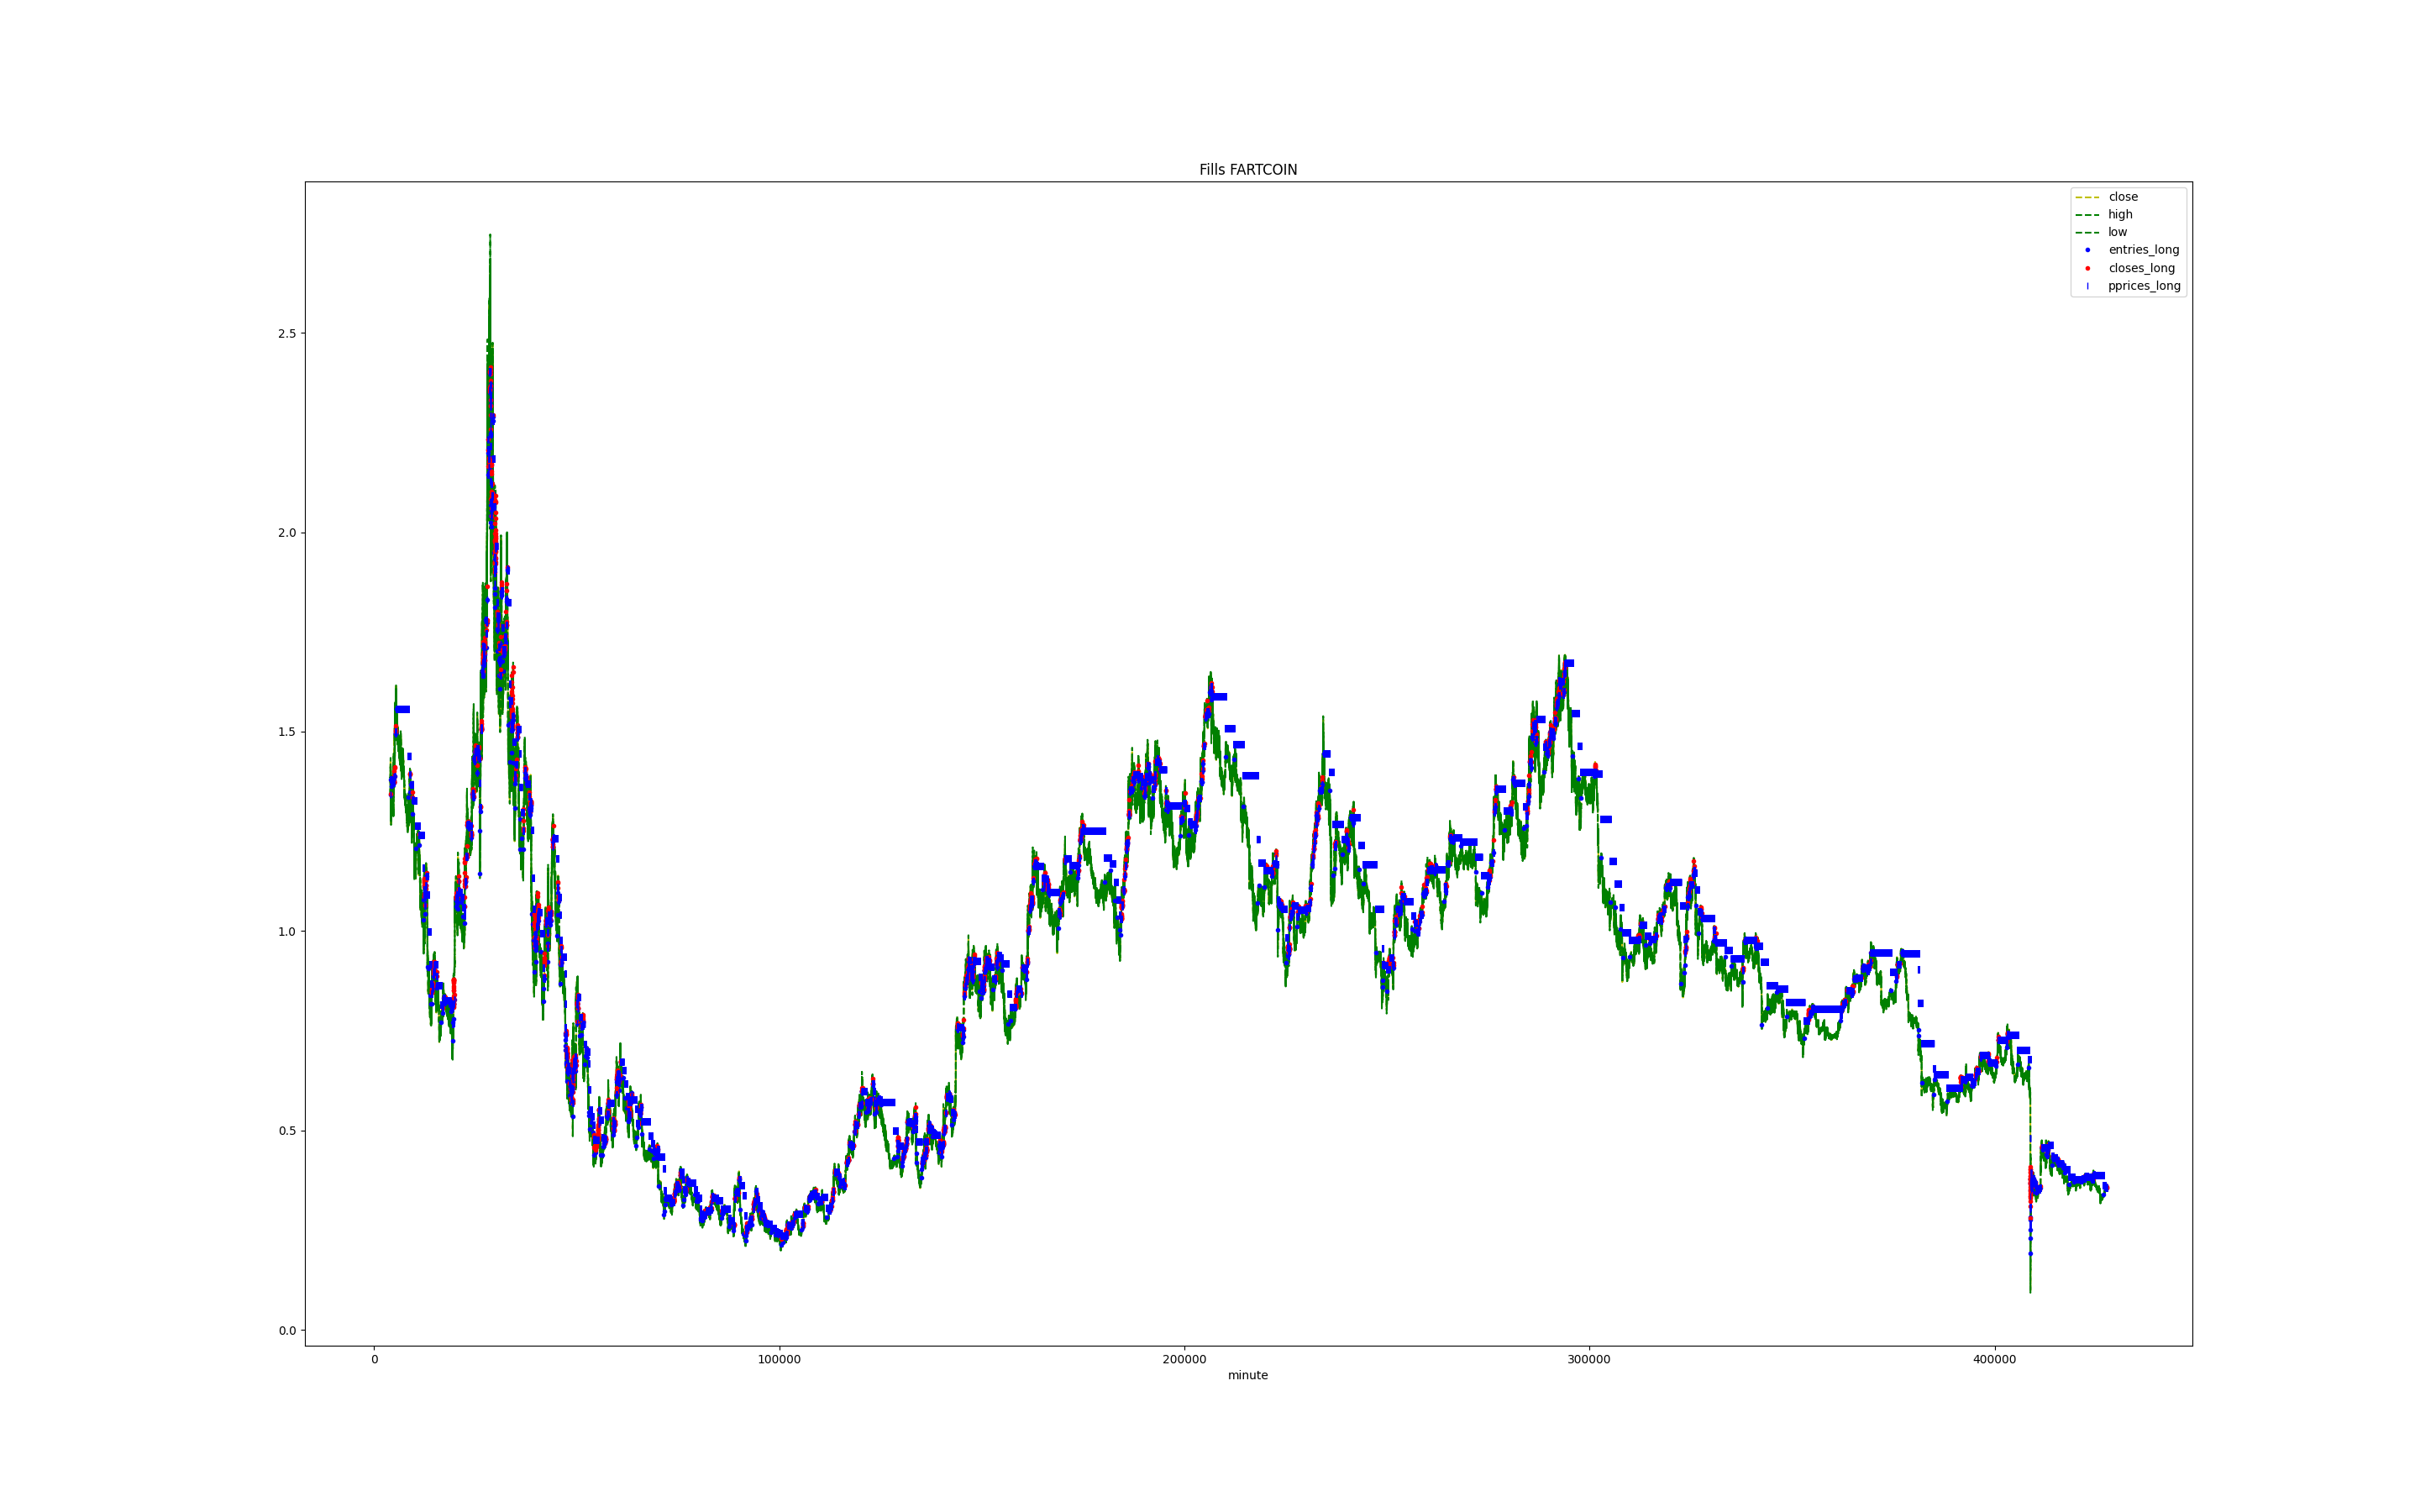 Fills FARTCOIN
close
high
low
entries_long
closes_long
pprices_long
2.5
2.0
1.5
1.0
0.5
0.0
0
100000
200000
300000
400000
minute